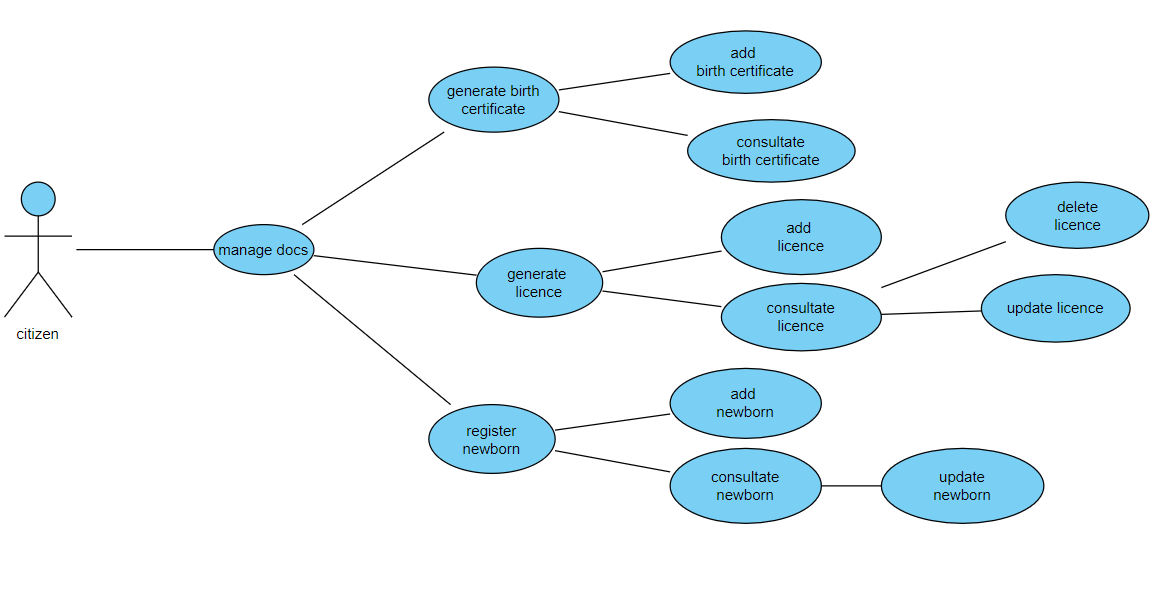 add
birth certificate
generate birth
certificate
consultate
birth certificate
delete
licence
add
licence
manage docs
generate
licence
consultate
licence
update licence
citizen
add
newborn
register
newborn
consultate
newborn
update
newborn